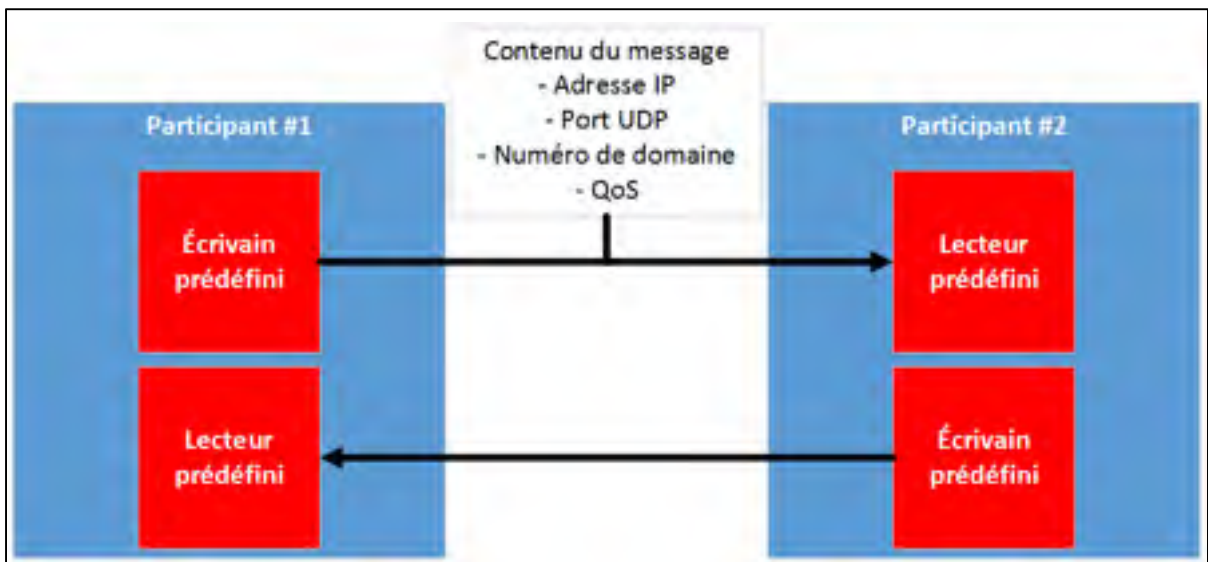 Contenu du message
- Adresse IP
- Port UDP
- Numéro de domaine
- QoS
Participant #1
Participant #2
Écrivain
prédéfini
Lecteur
prédéfini
Lecteur
prédéfini
Écrivain
prédéfini